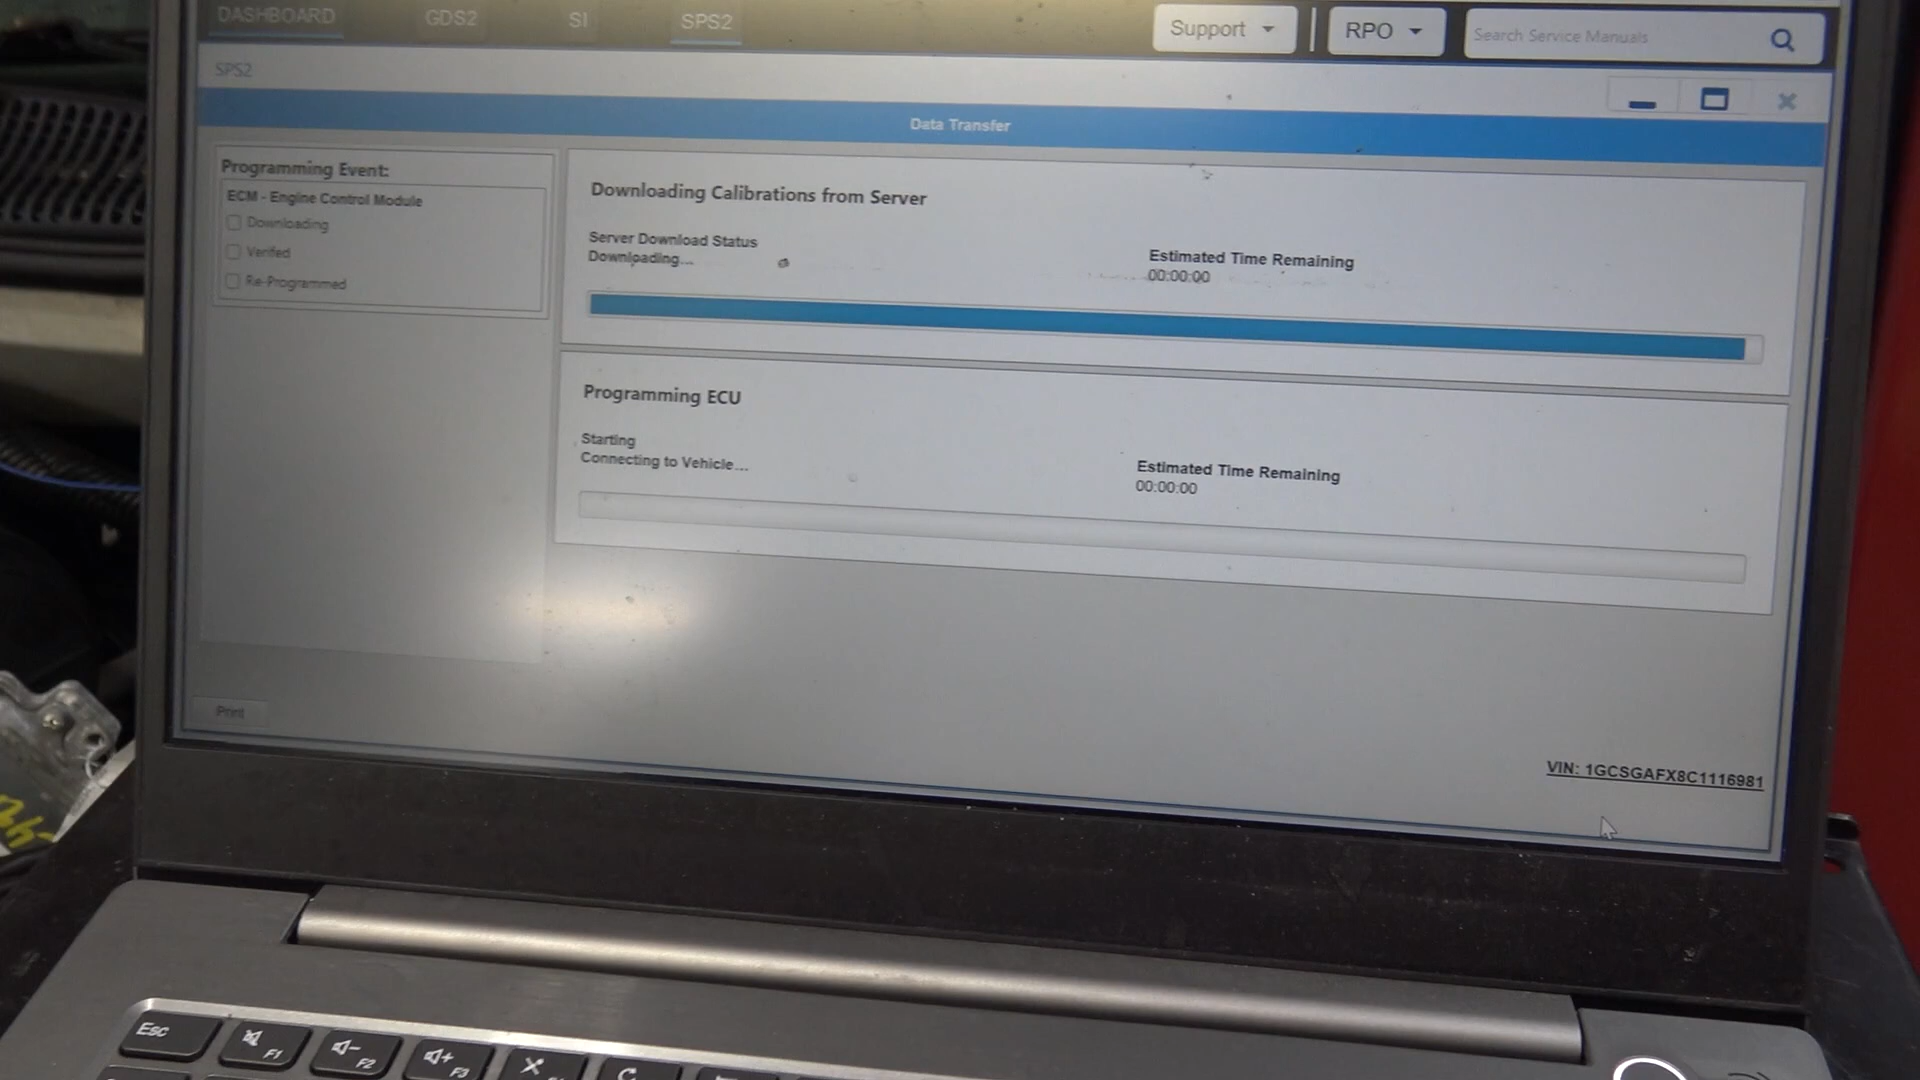 DASHBOARD GDS2 SI SPS2 Support RPO Search Service Manuals
SPS2
Data Transfer
Programming Event:
ECM - Engine Control Module
Downloading
Verified
Re-Programmed
Downloading Calibrations from Server
Server Download Status
Downloading...
Estimated Time Remaining
00:00:00
Programming ECU
Starting
Connecting to Vehicle...
Estimated Time Remaining
00:00:00
Print
VIN: 1GCSGAFX8C1116981
Esc
F1
F2
F3